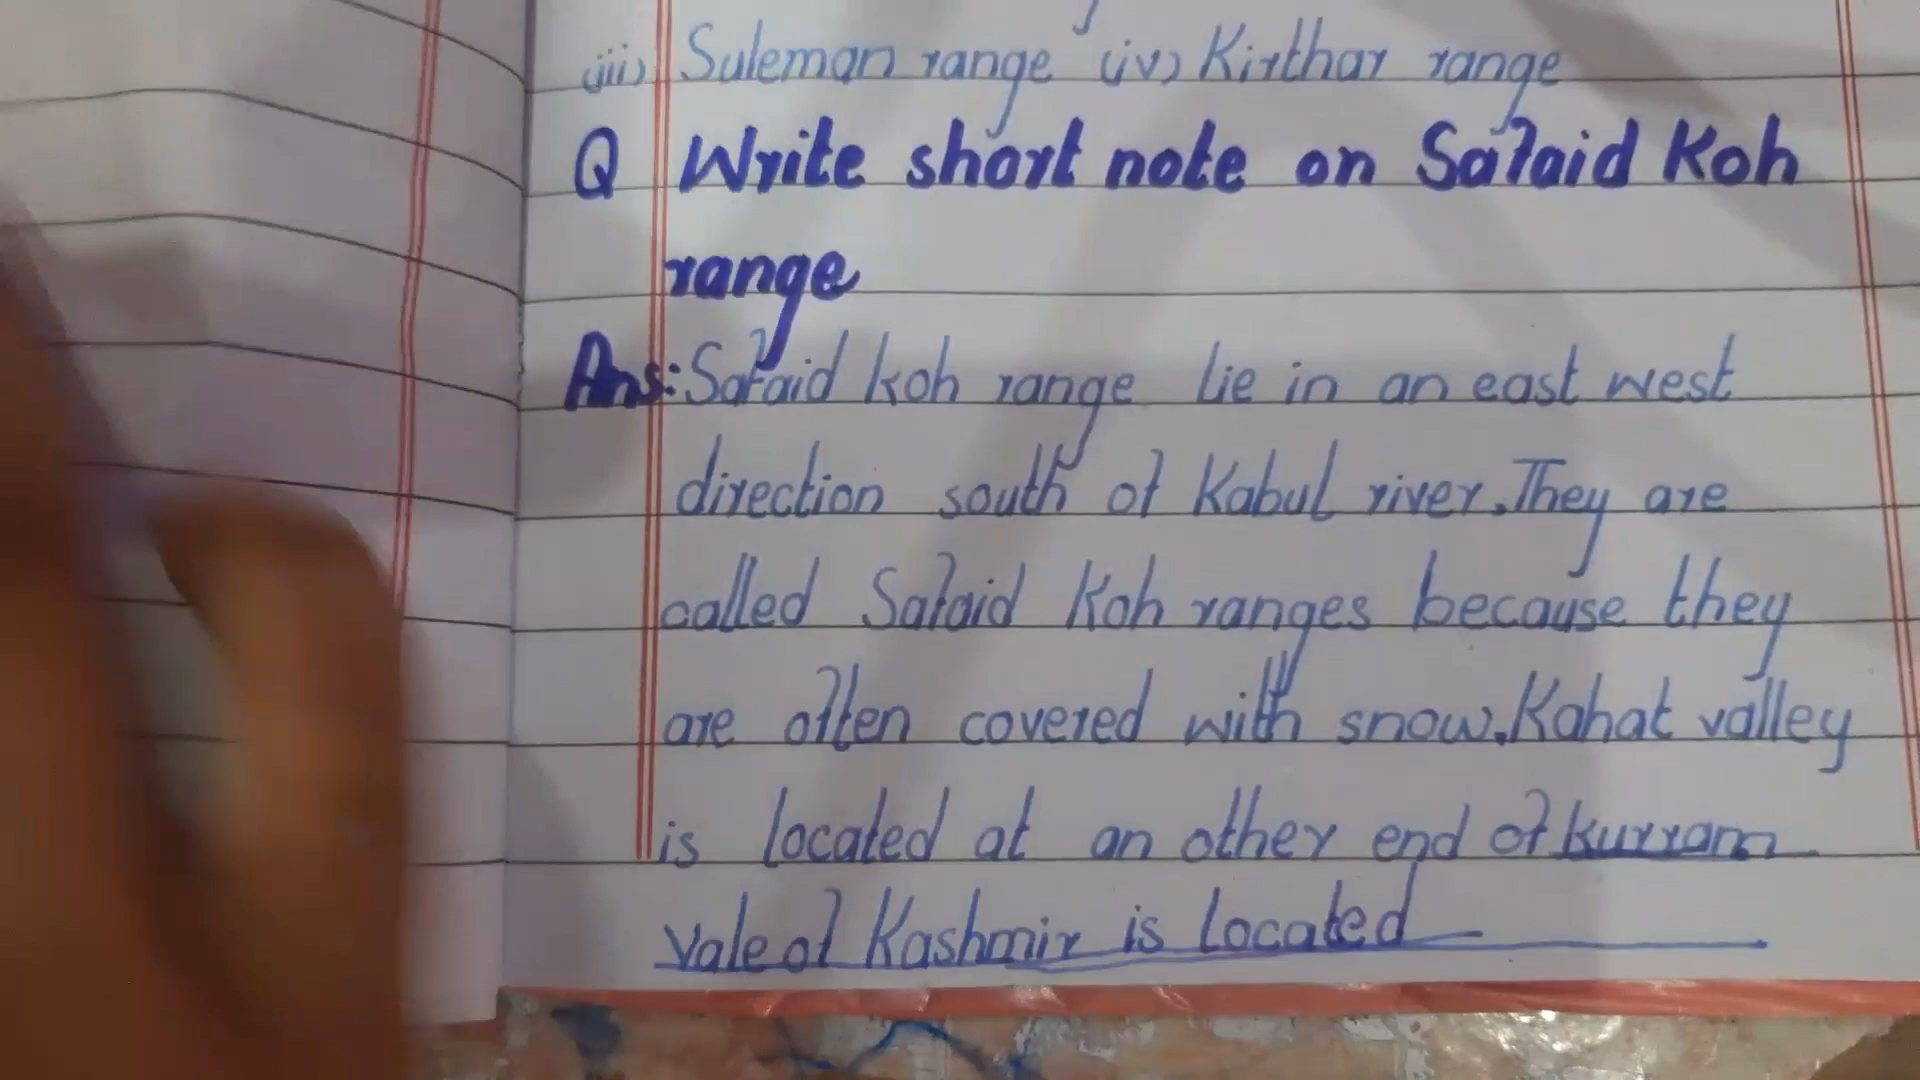 iii) Suleman range iv) Kirthar range
Q Write short note on Safaid Koh
range
Ans: Safaid koh range lie in an east west
direction south of Kabul river. They are
called Safaid Koh ranges because they
are often covered with snow. Kohat valley
is located at an other end of kurram
Vale of Kashmir is located